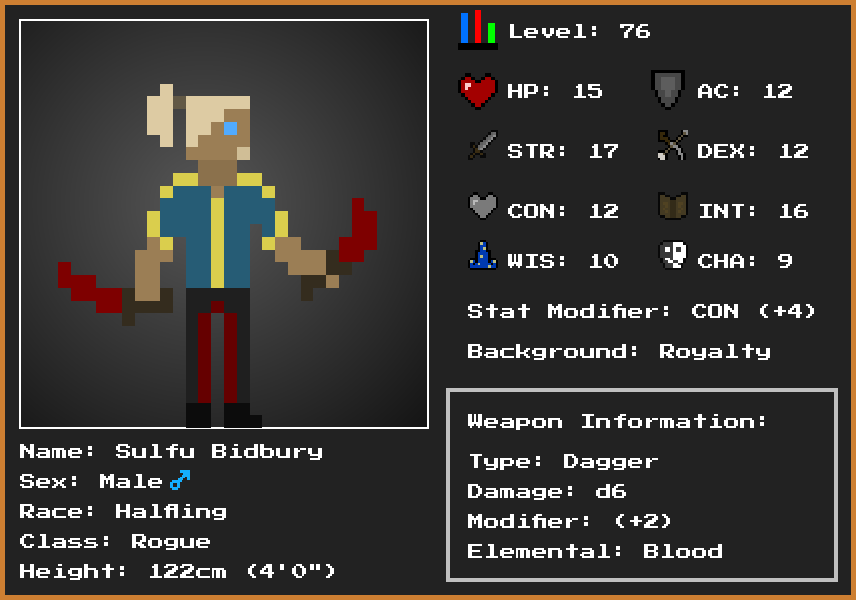 Level: 76
HP: 15 AC: 12
STR: 17 DEX: 12
CON: 12 INT: 16
WIS: 10 CHA: 9
Stat Modifier: CON (+4)
Background: Royalty
Weapon Information:
Type: Dagger
Damage: d6
Modifier: (+2)
Elemental: Blood
Name: Sulfu Bidbury
Sex: Male♂
Race: Halfling
Class: Rogue
Height: 122cm (4'0")